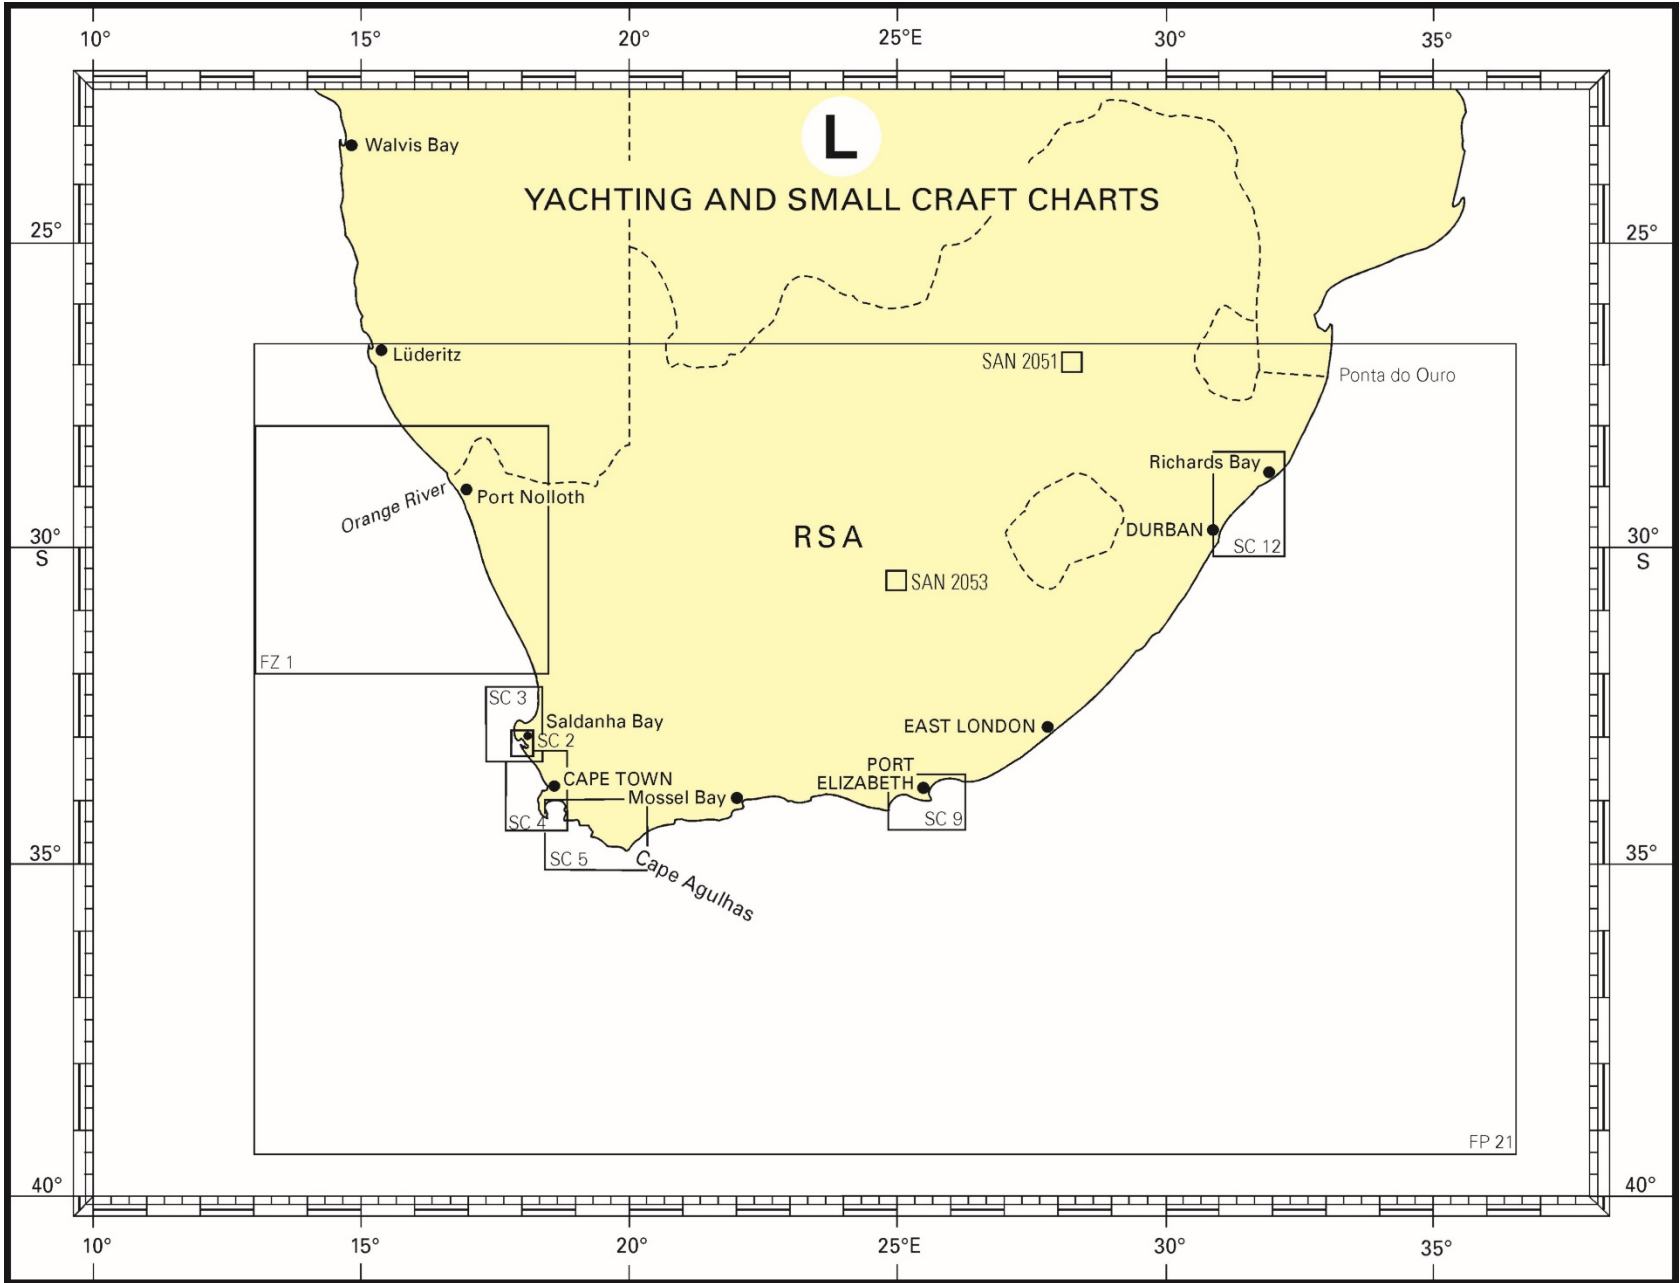 10° 15° 20° 25°E 30° 35°
L
Walvis Bay
YACHTING AND SMALL CRAFT CHARTS
25° 25°
Lüderitz
SAN 2051
Ponta do Ouro
Richards Bay
Orange River
Port Nolloth
DURBAN
RSA
30° 30°
S S
SC 12
SAN 2053
FZ 1
SC 3
Saldanha Bay
SC 2
EAST LONDON
PORT
ELIZABETH
CAPE TOWN
Mossel Bay
SC 4
SC 9
35° 35°
SC 5
Cape Agulhas
FP 21
40° 40°
10° 15° 20° 25°E 30° 35°